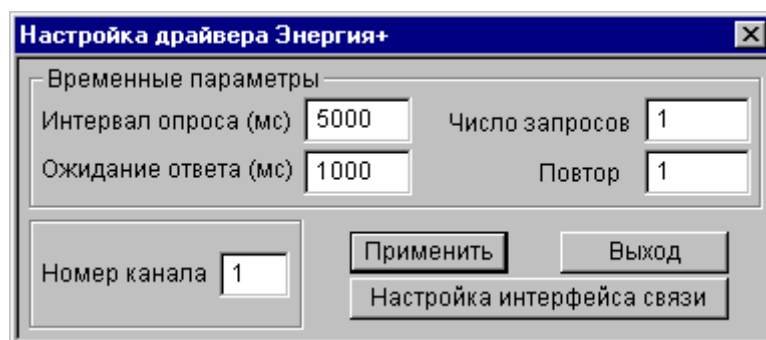 Настройка драйвера Энергия+
Временные параметры
Интервал опроса (мс) 5000 Число запросов 1
Ожидание ответа (мс) 1000 Повтор 1
Номер канала 1
Применить Выход
Настройка интерфейса связи